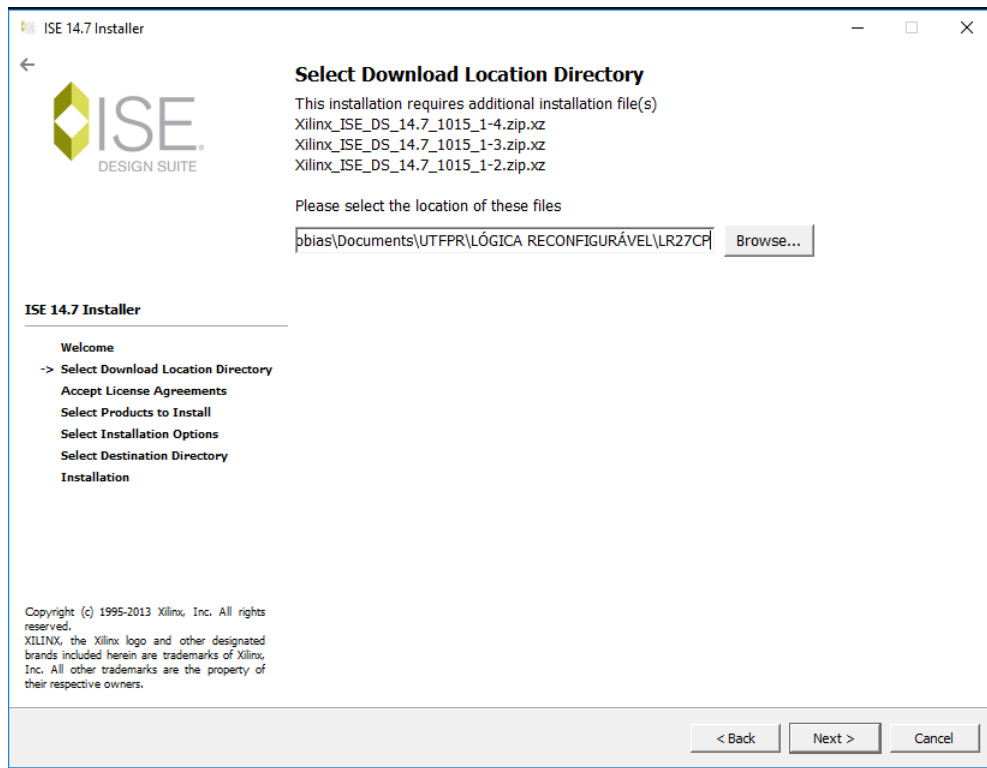 ISE 14.7 Installer
ISE.
DESIGN SUITE
Select Download Location Directory
This installation requires additional installation file(s)
Xilinx_ISE_DS_14.7_1015_1-4.zip.xz
Xilinx_ISE_DS_14.7_1015_1-3.zip.xz
Xilinx_ISE_DS_14.7_1015_1-2.zip.xz
Please select the location of these files
obias\Documents\UTFPR\LÓGICA RECONFIGURÁVEL\LR27CP
Browse...
ISE 14.7 Installer
Welcome
-> Select Download Location Directory
Accept License Agreements
Select Products to Install
Select Installation Options
Select Destination Directory
Installation
Copyright (c) 1995-2013 Xilinx, Inc. All rights
reserved.
XILINX, the Xilinx logo and other designated
brands included herein are trademarks of Xilinx,
Inc. All other trademarks are the property of
their respective owners.
< Back
Next >
Cancel